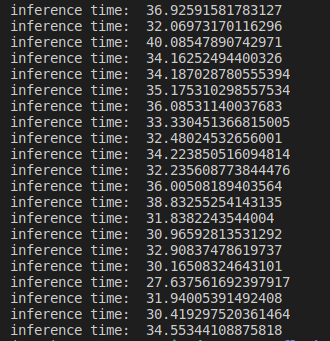 inference time:  36.92591581783127
inference time:  32.06973170116296
inference time:  40.08547890742971
inference time:  34.16252494400326
inference time:  34.187028780555394
inference time:  35.175310298557534
inference time:  36.08531140037683
inference time:  33.330451366815005
inference time:  32.48024532656001
inference time:  34.223850516094814
inference time:  32.235608773844476
inference time:  36.00508189403564
inference time:  38.83255254143135
inference time:  31.8382243544004
inference time:  30.96592813531292
inference time:  32.90837478619737
inference time:  30.16508324643101
inference time:  27.637561692397917
inference time:  31.94005391492408
inference time:  30.419297520361464
inference time:  34.55344108875818